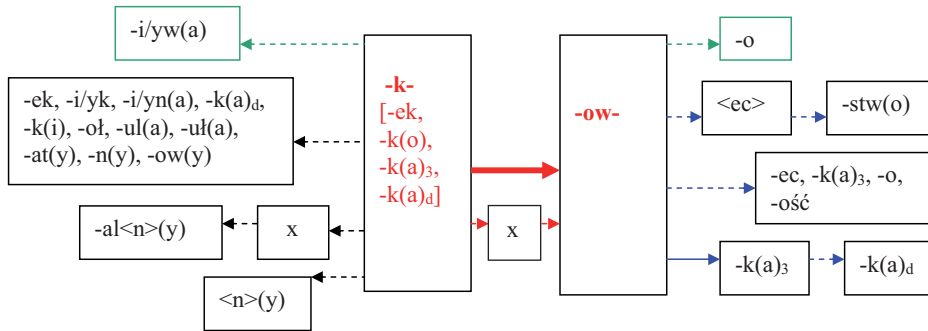 -i/yw(a)
-ek, -i/yk, -i/yn(a), -k(a)d,
-k(i), -oł, -ul(a), -uł(a),
-at(y), -n(y), -ow(y)
-al<n>(y)
x
<n>(y)
-k-
[-ek,
-k(o),
-k(a)3,
-k(a)d]
x
-ow-
-o
<ec>
-stw(o)
-ec, -k(a)3, -o,
-ość
-k(a)3
-k(a)d